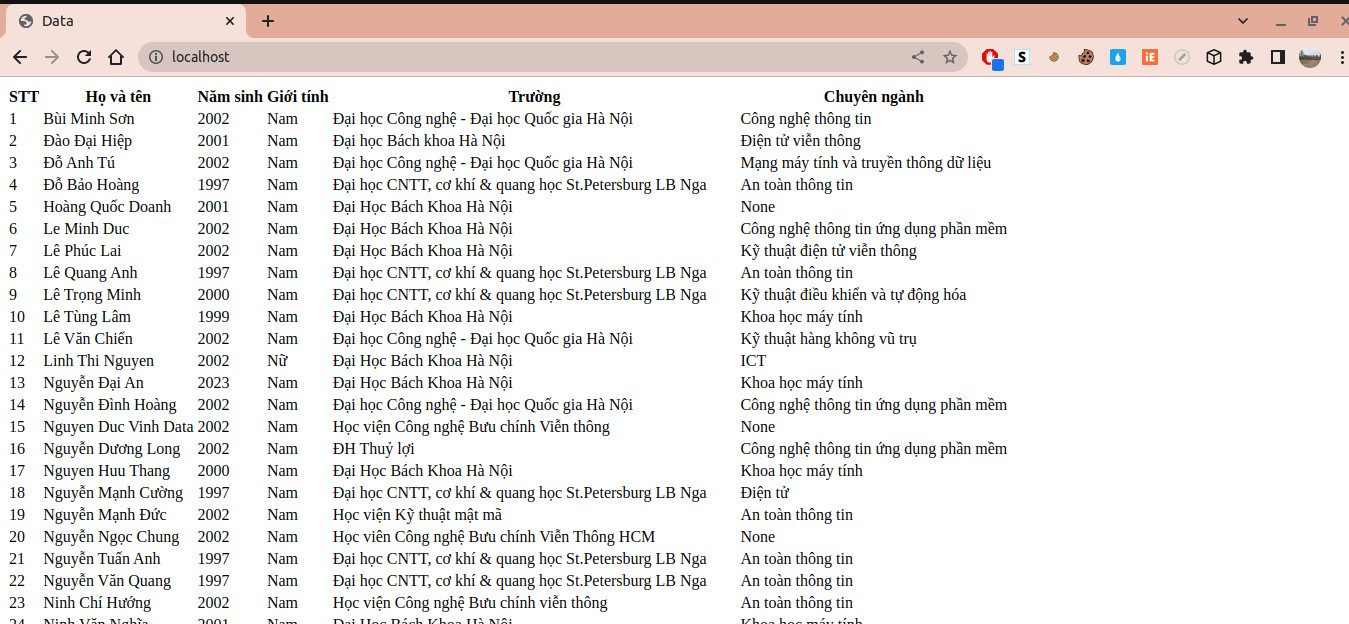 Data
localhost
STT Họ và tên Năm sinh Giới tính Trường Chuyên ngành
1 Bùi Minh Sơn 2002 Nam Đại học Công nghệ - Đại học Quốc gia Hà Nội Công nghệ thông tin
2 Đào Đại Hiệp 2001 Nam Đại học Bách khoa Hà Nội Điện tử viễn thông
3 Đỗ Anh Tú 2002 Nam Đại học Công nghệ - Đại học Quốc gia Hà Nội Mạng máy tính và truyền thông dữ liệu
4 Đỗ Bảo Hoàng 1997 Nam Đại học CNTT, cơ khí & quang học St.Petersburg LB Nga An toàn thông tin
5 Hoàng Quốc Doanh 2001 Nam Đại Học Bách Khoa Hà Nội None
6 Le Minh Duc 2002 Nam Đại Học Bách Khoa Hà Nội Công nghệ thông tin ứng dụng phần mềm
7 Lê Phúc Lai 2002 Nam Đại Học Bách Khoa Hà Nội Kỹ thuật điện tử viễn thông
8 Lê Quang Anh 1997 Nam Đại học CNTT, cơ khí & quang học St.Petersburg LB Nga An toàn thông tin
9 Lê Trọng Minh 2000 Nam Đại học CNTT, cơ khí & quang học St.Petersburg LB Nga Kỹ thuật điều khiển và tự động hóa
10 Lê Tùng Lâm 1999 Nam Đại Học Bách Khoa Hà Nội Khoa học máy tính
11 Lê Văn Chiến 2002 Nam Đại học Công nghệ - Đại học Quốc gia Hà Nội Kỹ thuật hàng không vũ trụ
12 Linh Thi Nguyen 2002 Nữ Đại Học Bách Khoa Hà Nội ICT
13 Nguyễn Đại An 2023 Nam Đại Học Bách Khoa Hà Nội Khoa học máy tính
14 Nguyễn Đình Hoàng 2002 Nam Đại học Công nghệ - Đại học Quốc gia Hà Nội Công nghệ thông tin ứng dụng phần mềm
15 Nguyen Duc Vinh Data 2002 Nam Học viện Công nghệ Bưu chính Viễn thông None
16 Nguyễn Dương Long 2002 Nam ĐH Thuỷ lợi Công nghệ thông tin ứng dụng phần mềm
17 Nguyen Huu Thang 2000 Nam Đại Học Bách Khoa Hà Nội Khoa học máy tính
18 Nguyễn Mạnh Cường 1997 Nam Đại học CNTT, cơ khí & quang học St.Petersburg LB Nga Điện tử
19 Nguyễn Mạnh Đức 2002 Nam Học viện Kỹ thuật mật mã An toàn thông tin
20 Nguyễn Ngọc Chung 2002 Nam Học viên Công nghệ Bưu chính Viễn Thông HCM None
21 Nguyễn Tuấn Anh 1997 Nam Đại học CNTT, cơ khí & quang học St.Petersburg LB Nga An toàn thông tin
22 Nguyễn Văn Quang 1997 Nam Đại học CNTT, cơ khí & quang học St.Petersburg LB Nga An toàn thông tin
23 Ninh Chí Hướng 2002 Nam Học viện Công nghệ Bưu chính viễn thông An toàn thông tin
24 Ninh Văn Nghĩa 2001 Nam Đại Học Bách Khoa Hà Nội Khoa học máy tính